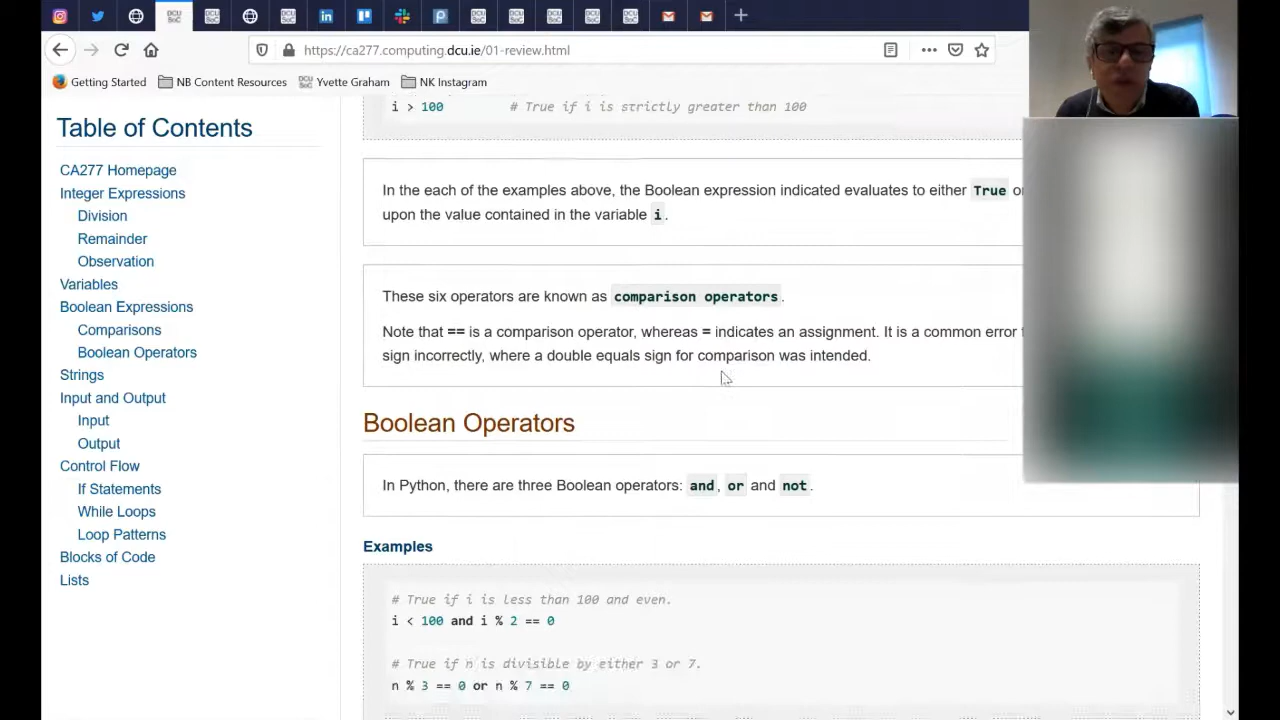 https://ca277.computing.dcu.ie/01-review.html
Getting Started NB Content Resources Yvette Graham NK Instagram
Table of Contents
CA277 Homepage
Integer Expressions
Division
Remainder
Observation
Variables
Boolean Expressions
Comparisons
Boolean Operators
Strings
Input and Output
Input
Output
Control Flow
If Statements
While Loops
Loop Patterns
Blocks of Code
Lists
i > 100 # True if i is strictly greater than 100
In the each of the examples above, the Boolean expression indicated evaluates to either True or
upon the value contained in the variable i.
These six operators are known as comparison operators.
Note that == is a comparison operator, whereas = indicates an assignment. It is a common error
sign incorrectly, where a double equals sign for comparison was intended.
Boolean Operators
In Python, there are three Boolean operators: and, or and not.
Examples
# True if i is less than 100 and even.
i < 100 and i % 2 == 0
# True if n is divisible by either 3 or 7.
n % 3 == 0 or n % 7 == 0